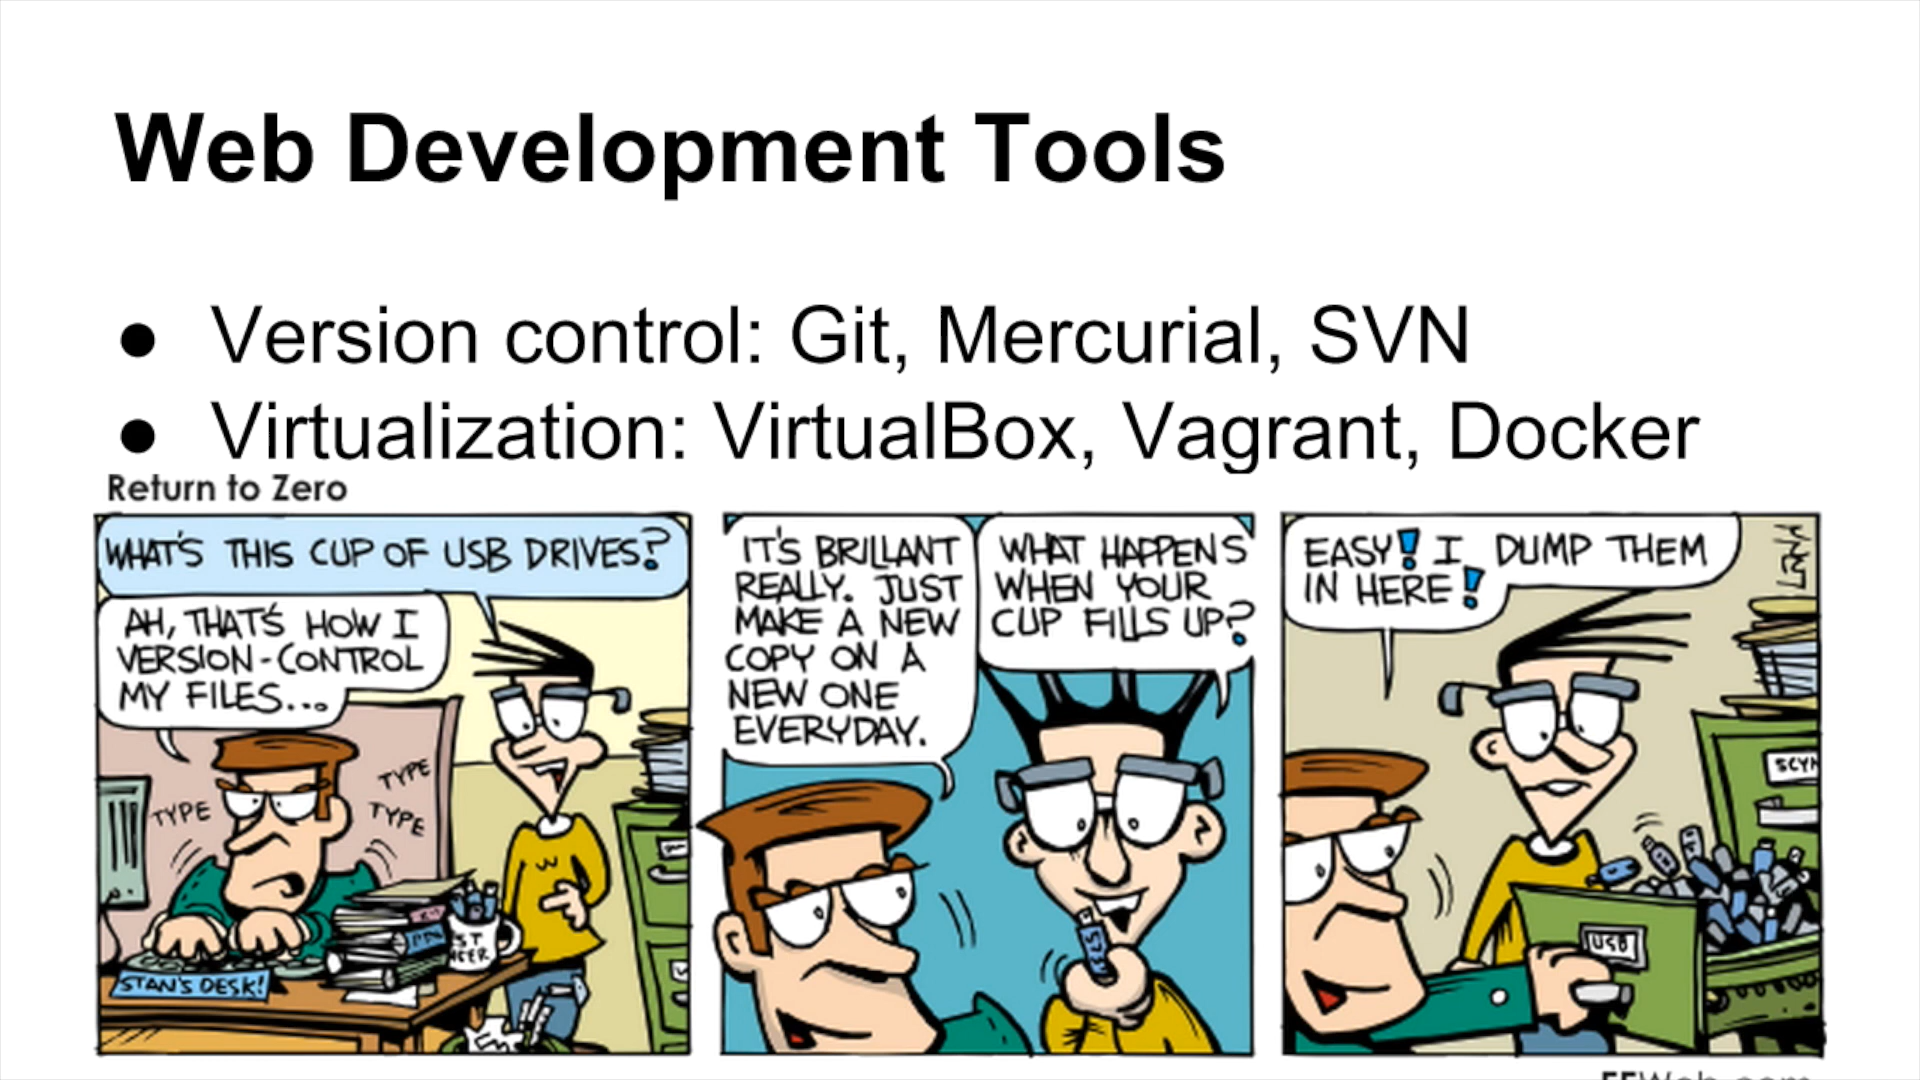 Web Development Tools
● Version control: Git, Mercurial, SVN
● Virtualization: VirtualBox, Vagrant, Docker
Return to Zero
WHAT'S THIS CUP OF USB DRIVES?
AH, THAT'S HOW I
VERSION-CONTROL
MY FILES...
TYPE
TYPE
TYPE
STAN'S DESK!
IT'S BRILLANT
REALLY. JUST
MAKE A NEW
COPY ON A
NEW ONE
EVERYDAY.
WHAT HAPPENS
WHEN YOUR
CUP FILLS UP?
EASY! I DUMP THEM
IN HERE!
USB